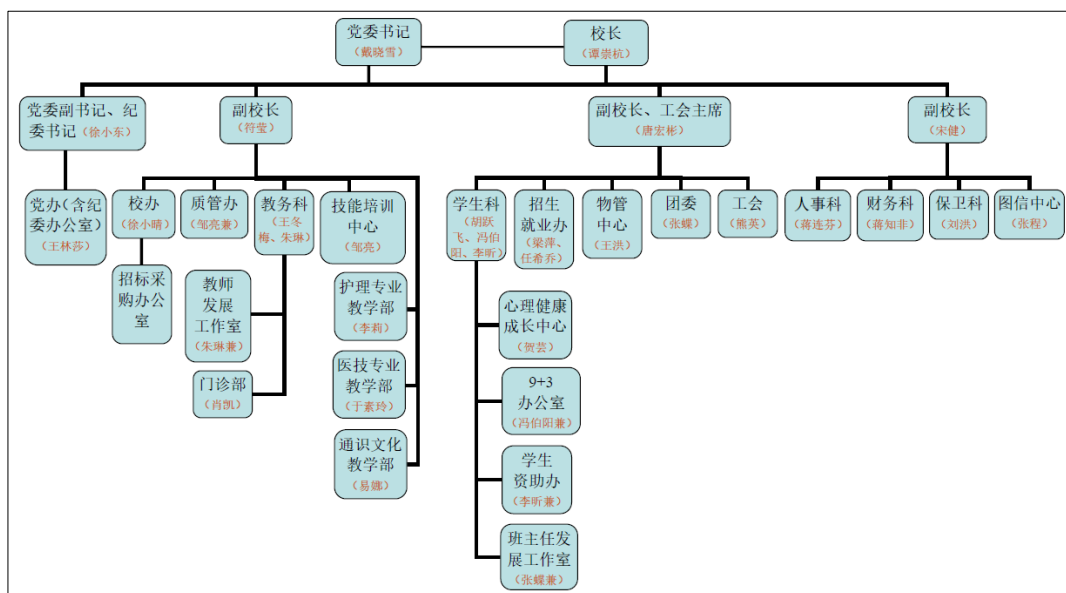 党委书记
（戴晓雪）
校长
（谭崇杭）
党委副书记、纪
委书记（徐小东）
副校长
（符莹）
副校长、工会主席
（唐宏彬）
副校长
（宋健）
党办（含纪
委办公室）
（王林莎）
校办
（徐小晴）
质管办
（邹亮兼）
教务科
（王冬
梅、朱琳）
技能培训
中心
（邹亮）
学生科
（胡跃
飞、冯伯
阳、李昕）
招生
就业办
（梁萍、
任希乔）
物管
中心
（王洪）
团委
（张蝶）
工会
（熊英）
人事科
（蒋连芬）
财务科
（蒋知非）
保卫科
（刘洪）
图信中心
（张程）
招标采
购办公
室
教师
发展
工作室
（朱琳兼）
门诊部
（肖凯）
护理专业
教学部
（李莉）
医技专业
教学部
（于素玲）
通识文化
教学部
（易娜）
心理健康
成长中心
（贺芸）
9+3
办公室
（冯伯阳兼）
学生
资助办
（李昕兼）
班主任发
展工作室
（张蝶兼）